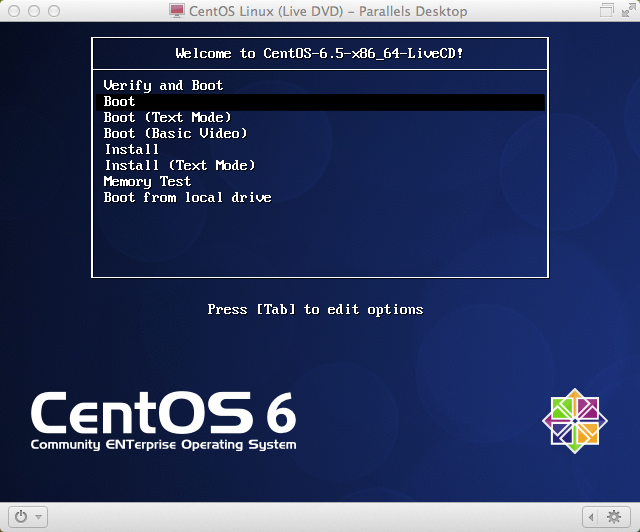 CentOS Linux (Live DVD) – Parallels Desktop
Welcome to CentOS-6.5-x86_64-LiveCD!
Verify and Boot
Boot
Boot (Text Mode)
Boot (Basic Video)
Install
Install (Text Mode)
Memory Test
Boot from local drive
Press [Tab] to edit options
CentOS 6
Community ENTerprise Operating System